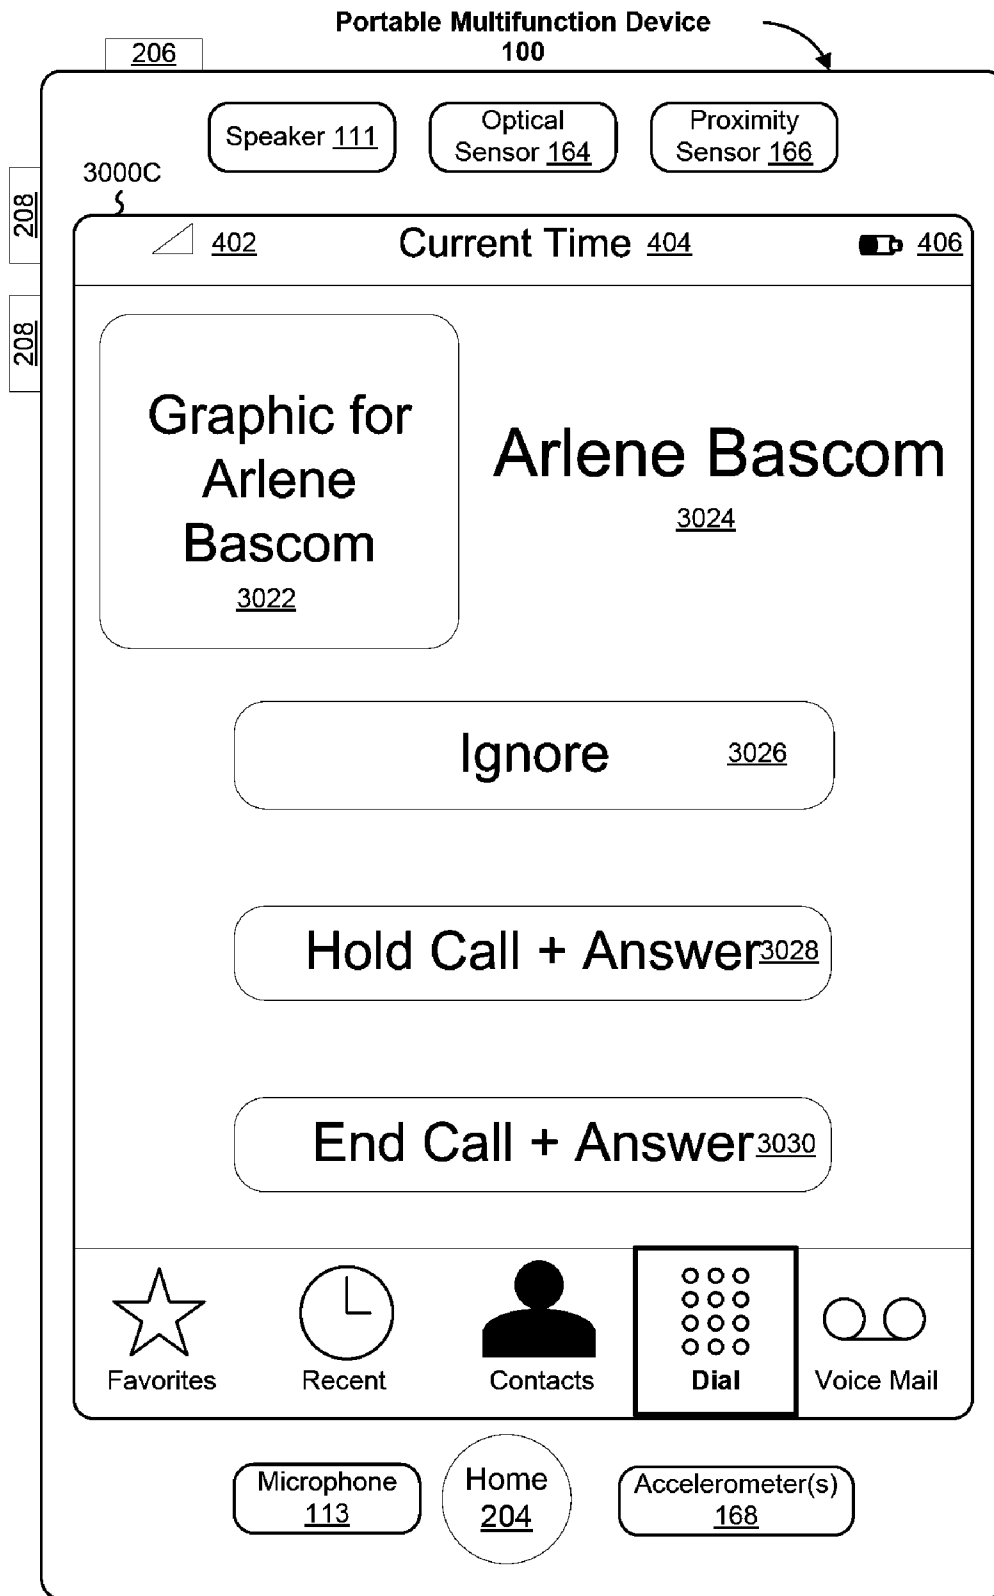 Portable Multifunction Device
100
206
Speaker 111
Optical
Sensor 164
Proximity
Sensor 166
3000C
208
208
402
Current Time 404
406
Graphic for
Arlene
Bascom
3022
Arlene Bascom
3024
Ignore 3026
Hold Call + Answer 3028
End Call + Answer 3030
Favorites
Recent
Contacts
Dial
Voice Mail
Microphone
113
Home
204
Accelerometer(s)
168